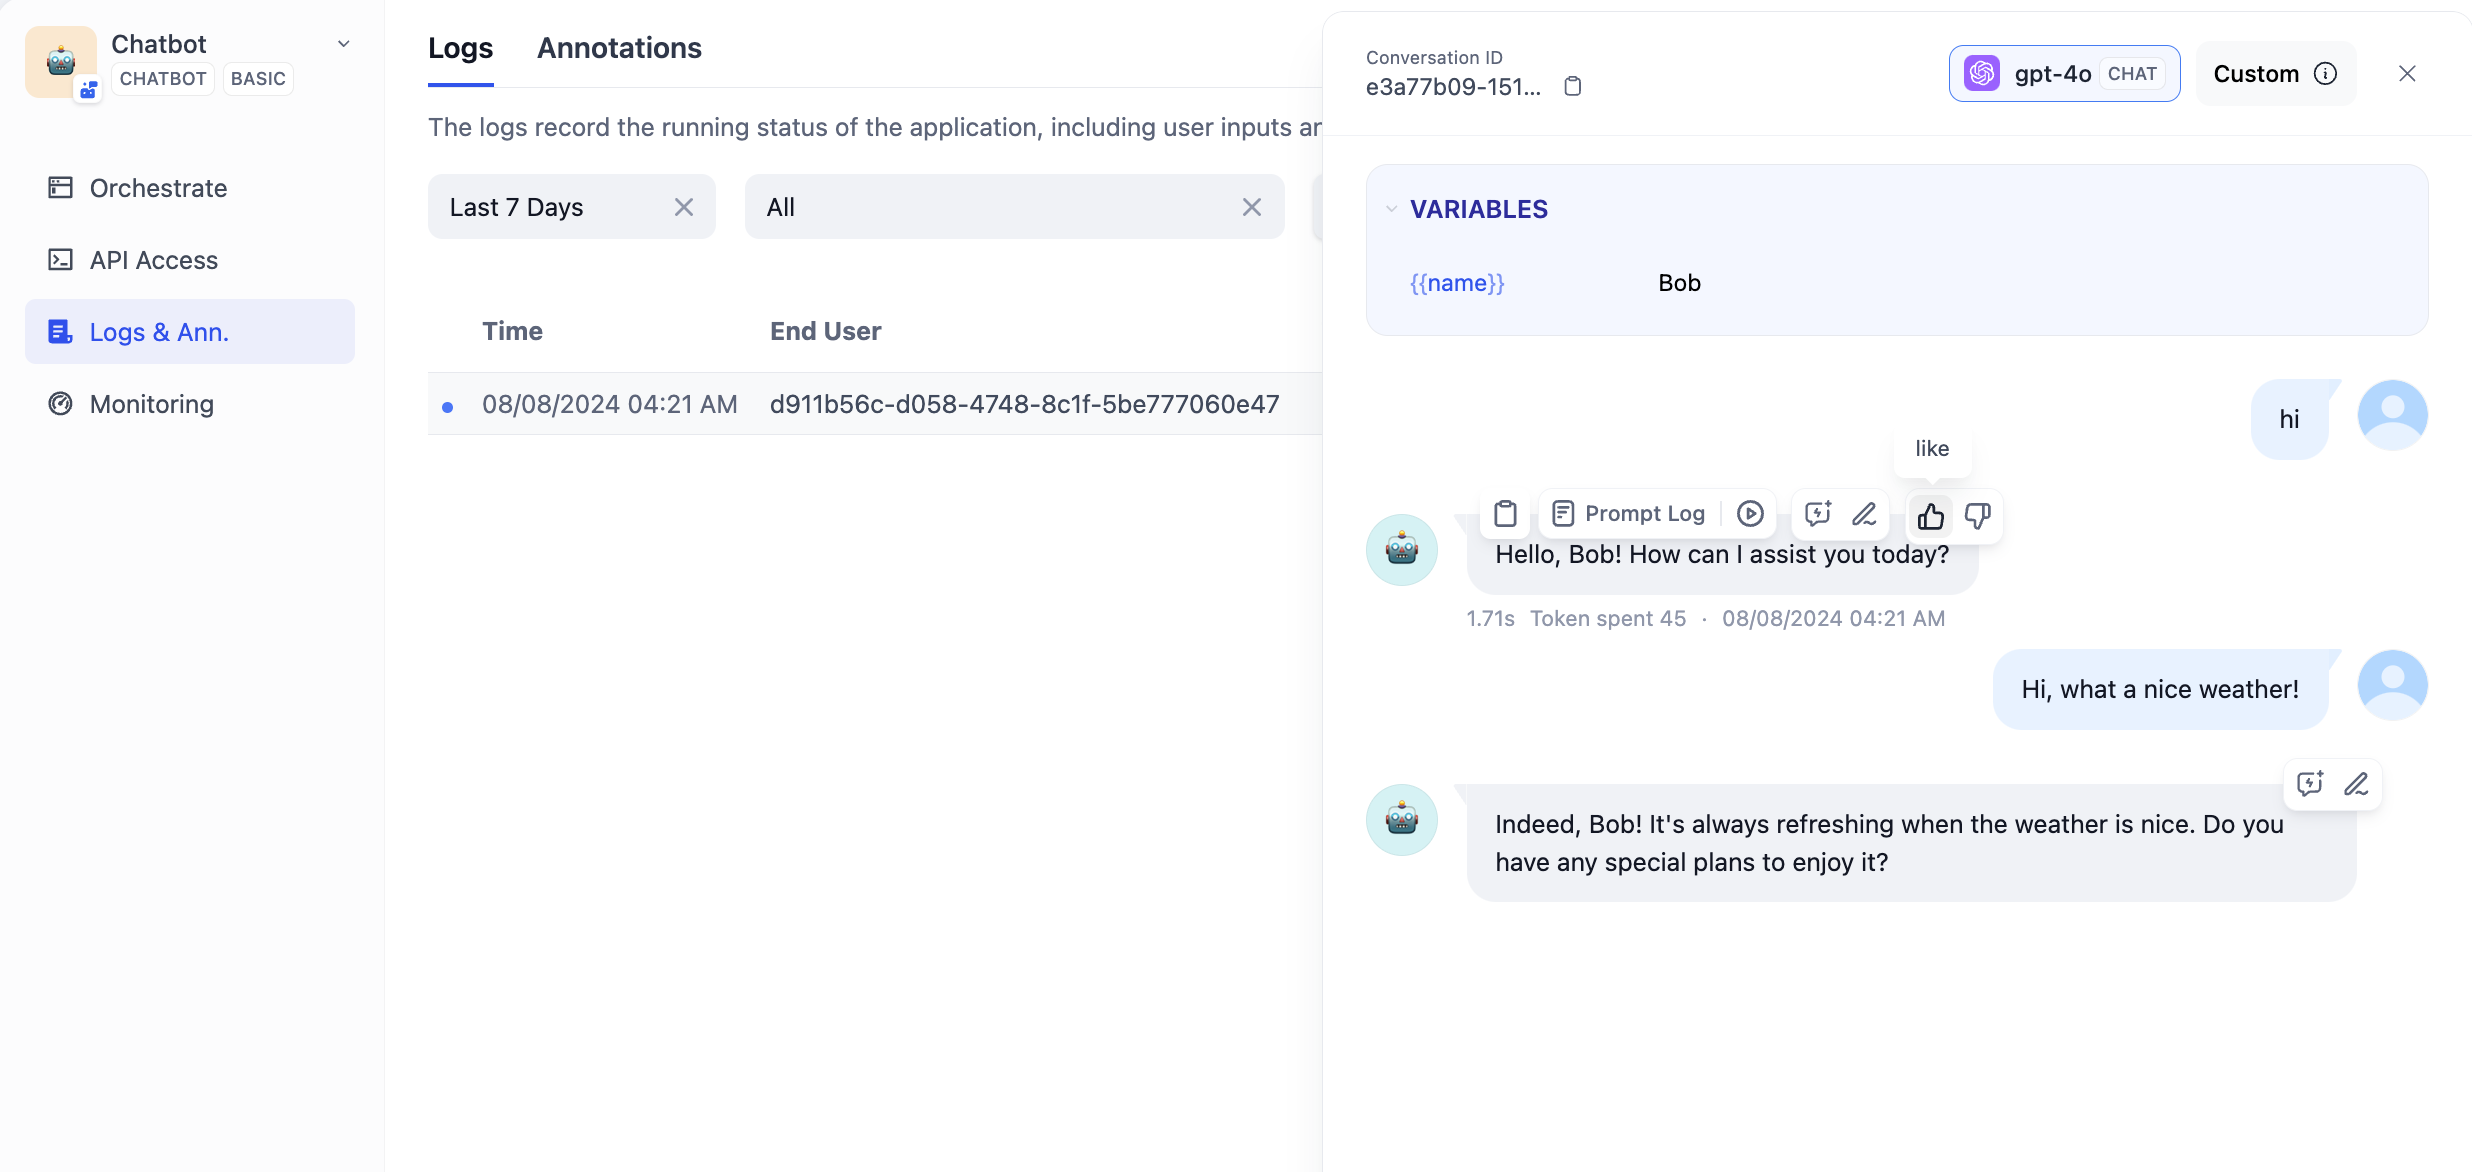 Chatbot
CHATBOT BASIC
Orchestrate
API Access
Logs & Ann.
Monitoring
Logs Annotations
The logs record the running status of the application, including user inputs
Last 7 Days
All
Time End User
08/08/2024 04:21 AM d911b56c-d058-4748-8c1f-5be777060e47
Conversation ID
e3a77b09-151...
gpt-4o CHAT
Custom
VARIABLES
{{name}} Bob
hi
like
Prompt Log
Hello, Bob! How can I assist you today?
1.71s Token spent 45 · 08/08/2024 04:21 AM
Hi, what a nice weather!
Indeed, Bob! It's always refreshing when the weather is nice. Do you
have any special plans to enjoy it?